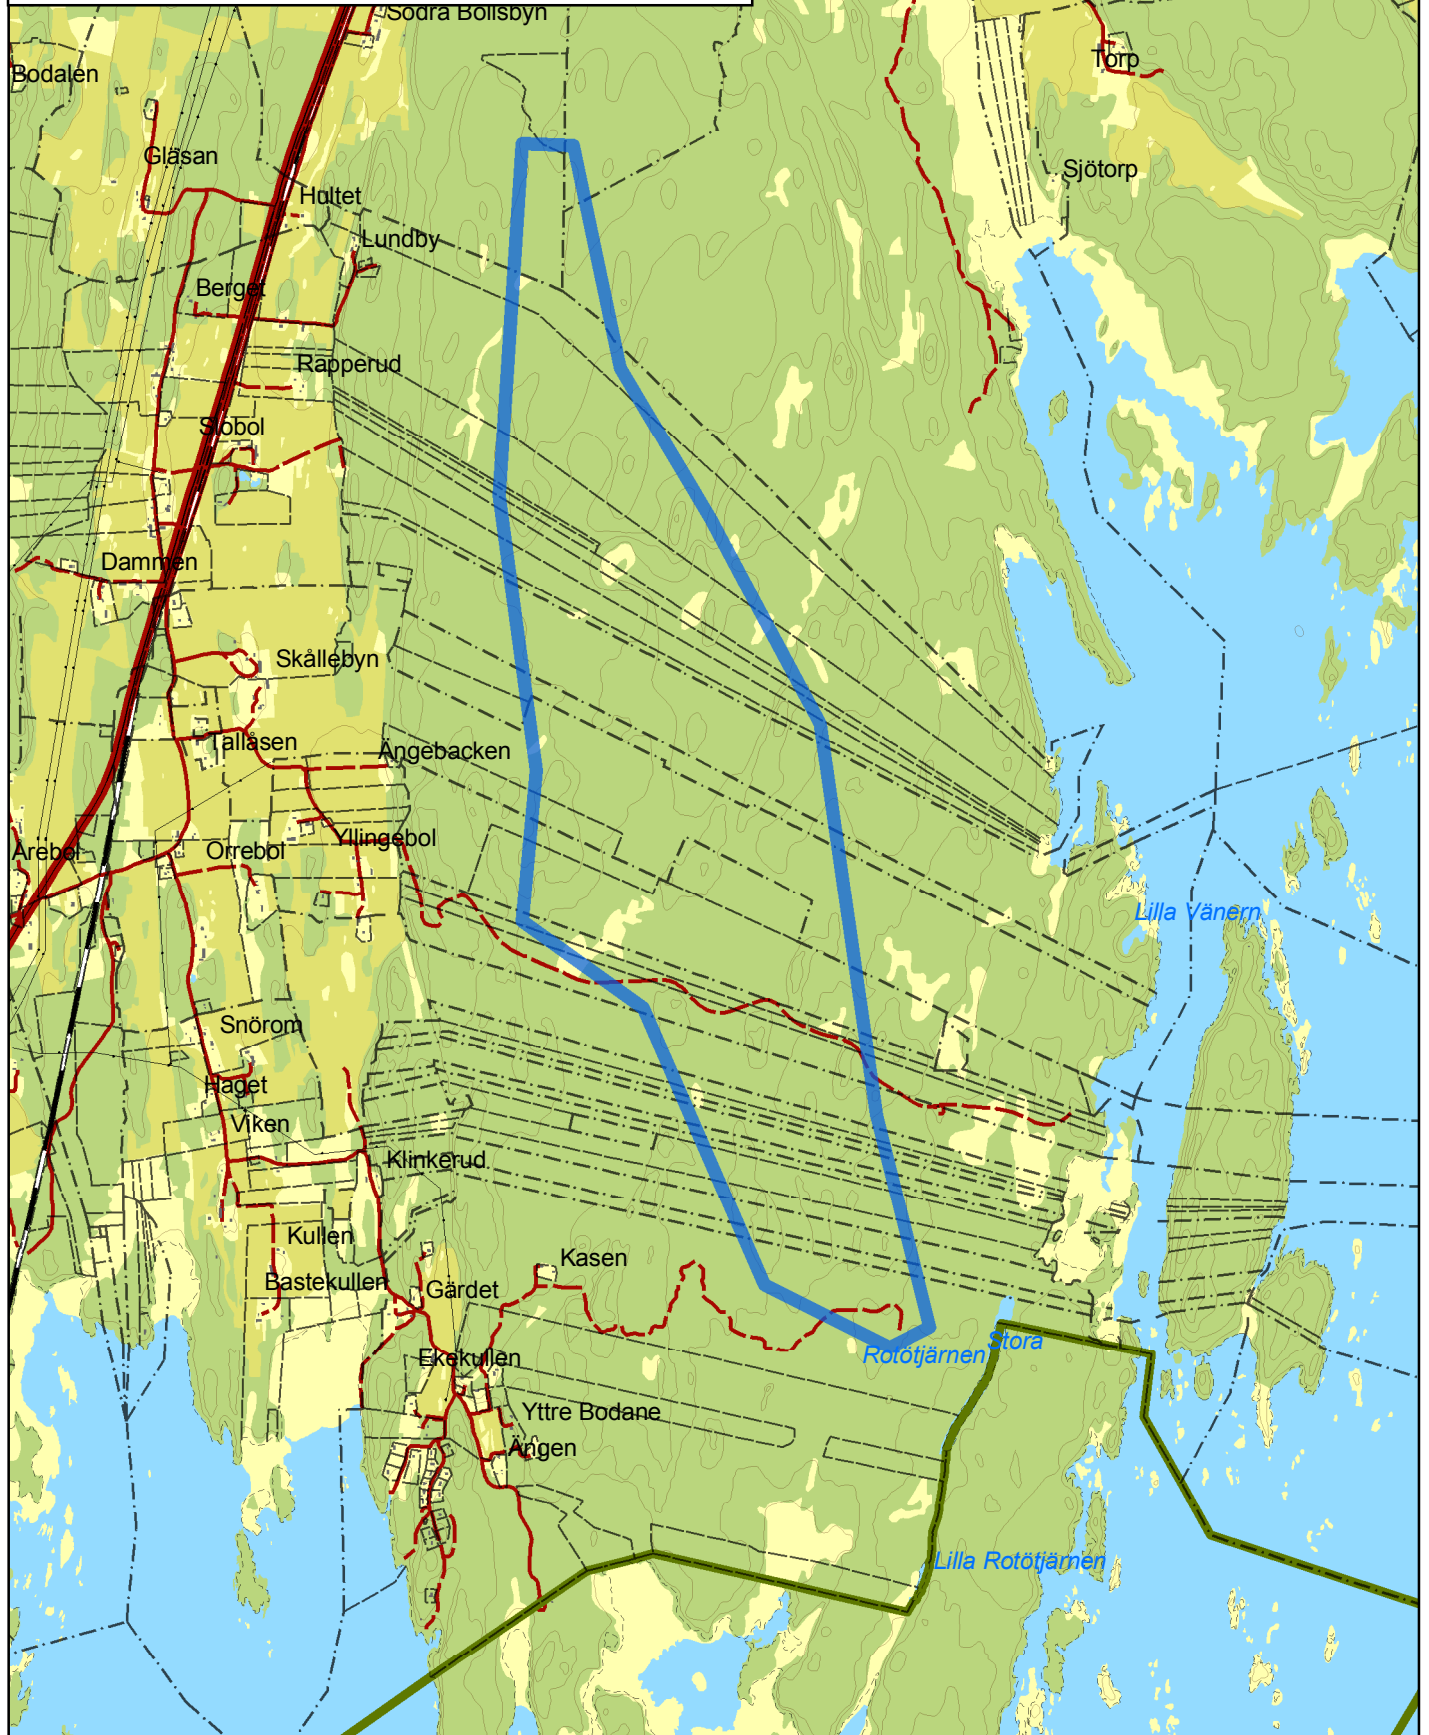 Södra Bollsbyn
Torp
Bodalen
Gläsan
Sjötorp
Hultet
Lundby
Berget
Rapperud
Slobol
Dammen
Skållebyn
Tallåsen
Ängebacken
Yllingebol
Årebol
Orrebol
Lilla Vänern
Snörom
Haget
Viken
Klinkerud
Kullen
Kasen
Bastekullen
Gärdet
Stora
Rotötjärnen
Ekekullen
Yttre Bodane
Ängen
Lilla Rotötjärnen